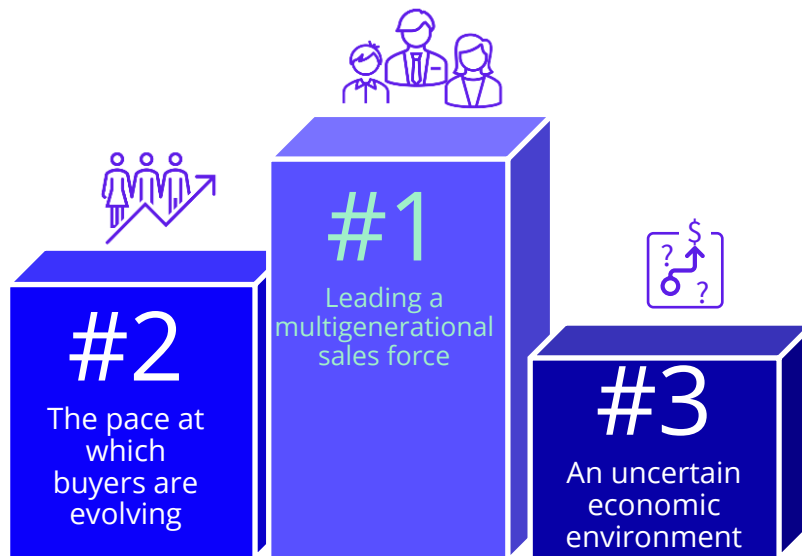 #1
Leading a
multigenerational
sales force
#2
The pace at
which
buyers are
evolving
$
?
?
#3
An uncertain
economic
environment